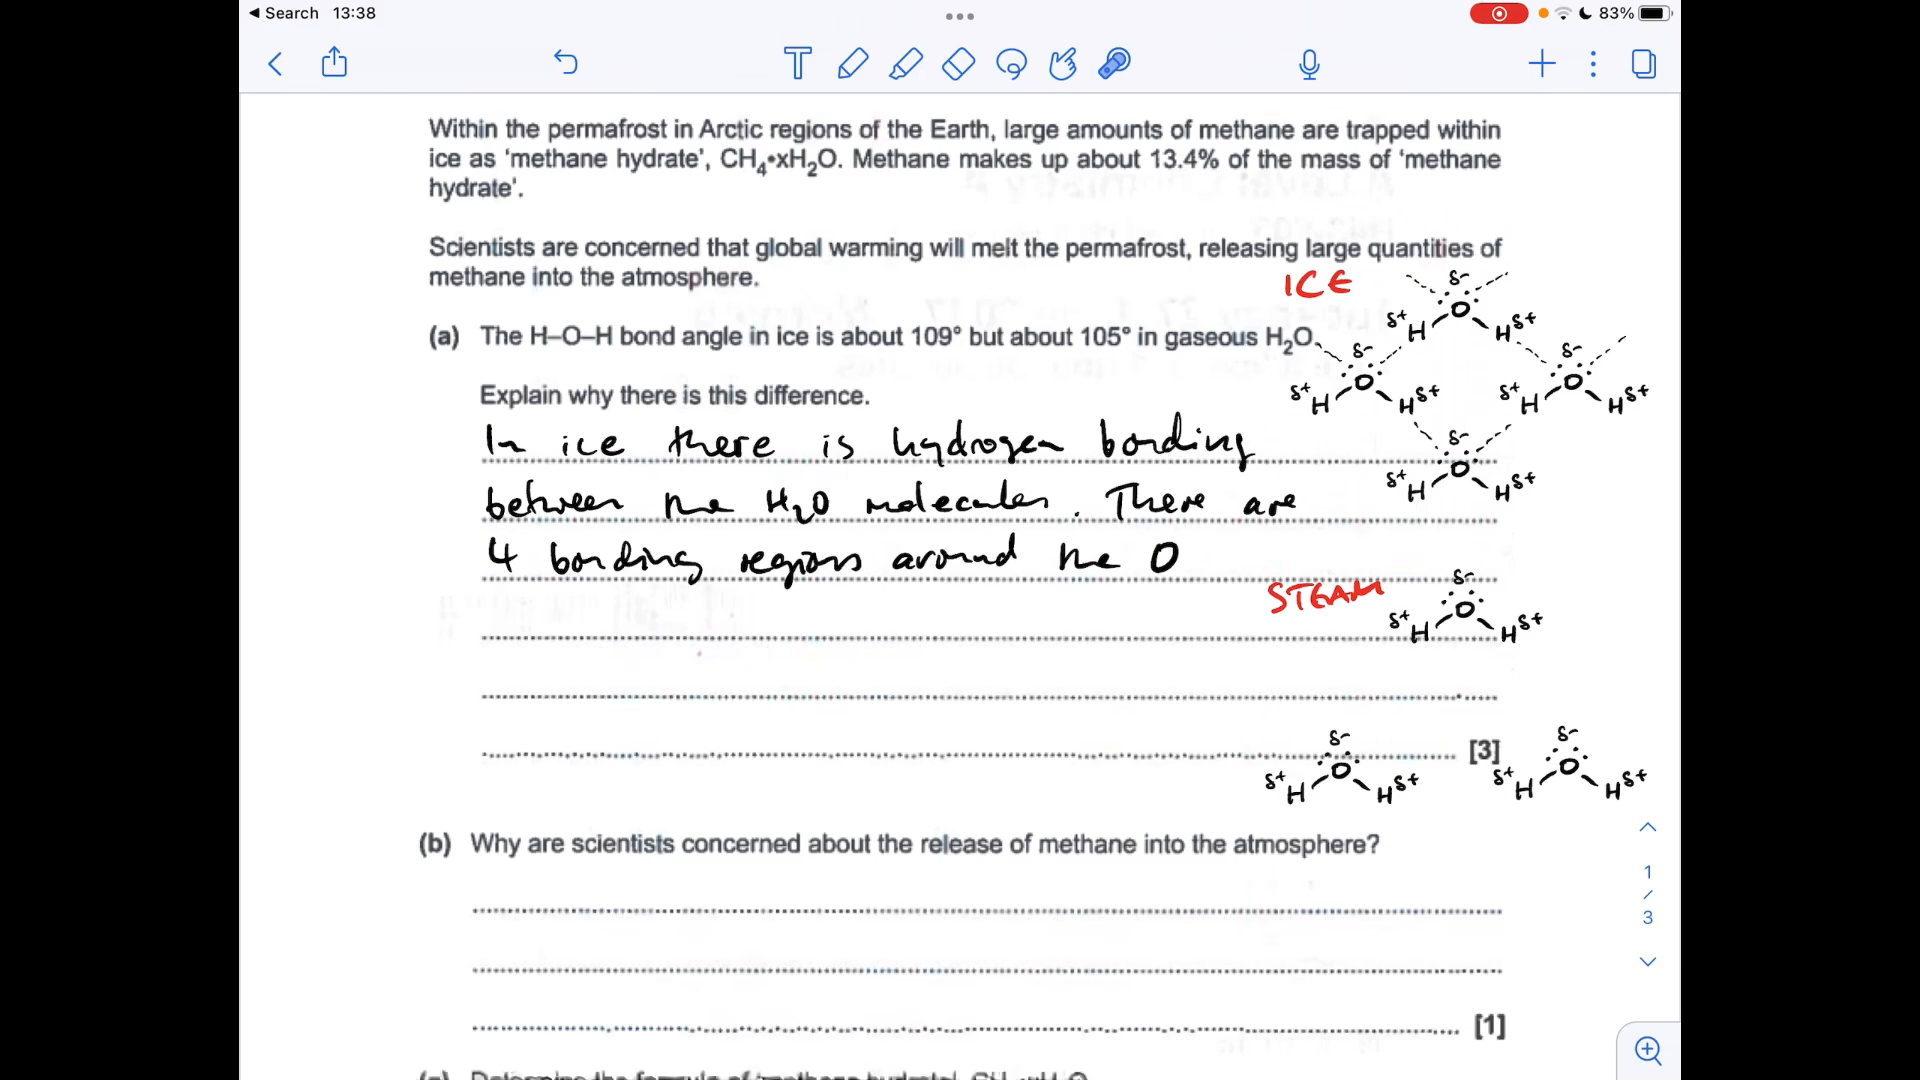 Search 13:38
83%
Within the permafrost in Arctic regions of the Earth, large amounts of methane are trapped within
ice as ‘methane hydrate’, CH₄•xH₂O. Methane makes up about 13.4% of the mass of ‘methane
hydrate’.
Scientists are concerned that global warming will melt the permafrost, releasing large quantities of
methane into the atmosphere.
ICE
(a) The H–O–H bond angle in ice is about 109° but about 105° in gaseous H₂O.
Explain why there is this difference.
In ice there is hydrogen bonding
between the H₂O molecules. There are
4 bonding regions around the O
δ-
O
δ+ H H δ+
δ- δ-
O O
δ+ H H δ+ δ+ H H δ+
δ-
O
δ+ H H δ+
STEAM
δ-
O
δ+ H H δ+
[3]
δ- δ-
O O
δ+ H H δ+ δ+ H H δ+
(b) Why are scientists concerned about the release of methane into the atmosphere?
[1]
1
/
3